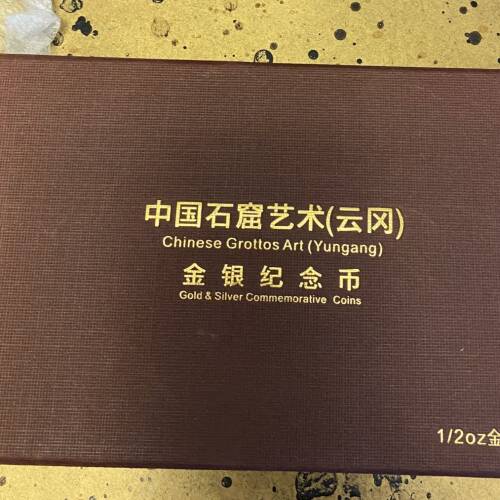 中国石窟艺术(云冈)
Chinese Grottos Art (Yungang)
金银纪念币
Gold & Silver Commemorative Coins
1/2oz金